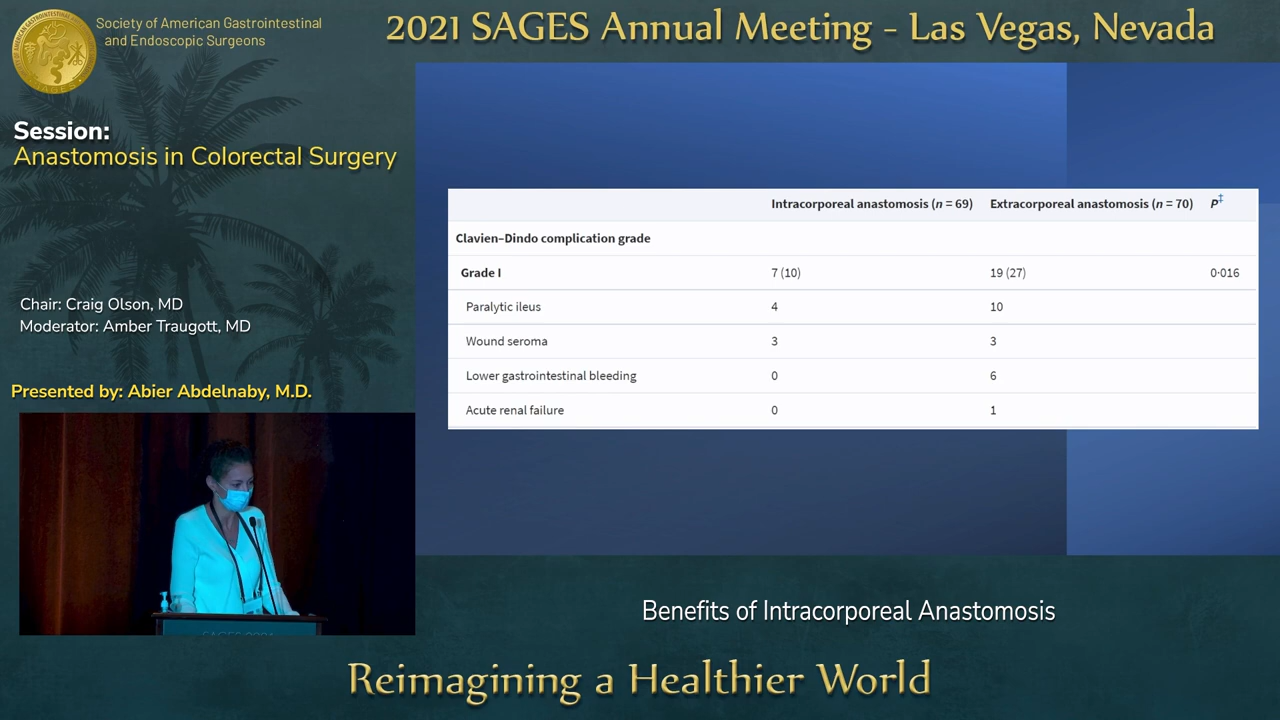 Society of American Gastrointestinal
and Endoscopic Surgeons
2021 SAGES Annual Meeting - Las Vegas, Nevada
Session:
Anastomosis in Colorectal Surgery
Chair: Craig Olson, MD
Moderator: Amber Traugott, MD
Presented by: Abier Abdelnaby, M.D.
Intracorporeal anastomosis (n = 69) Extracorporeal anastomosis (n = 70) P‡
Clavien–Dindo complication grade
Grade I 7 (10) 19 (27) 0·016
Paralytic ileus 4 10
Wound seroma 3 3
Lower gastrointestinal bleeding 0 6
Acute renal failure 0 1
SAGES 2021
Benefits of Intracorporeal Anastomosis
Reimagining a Healthier World